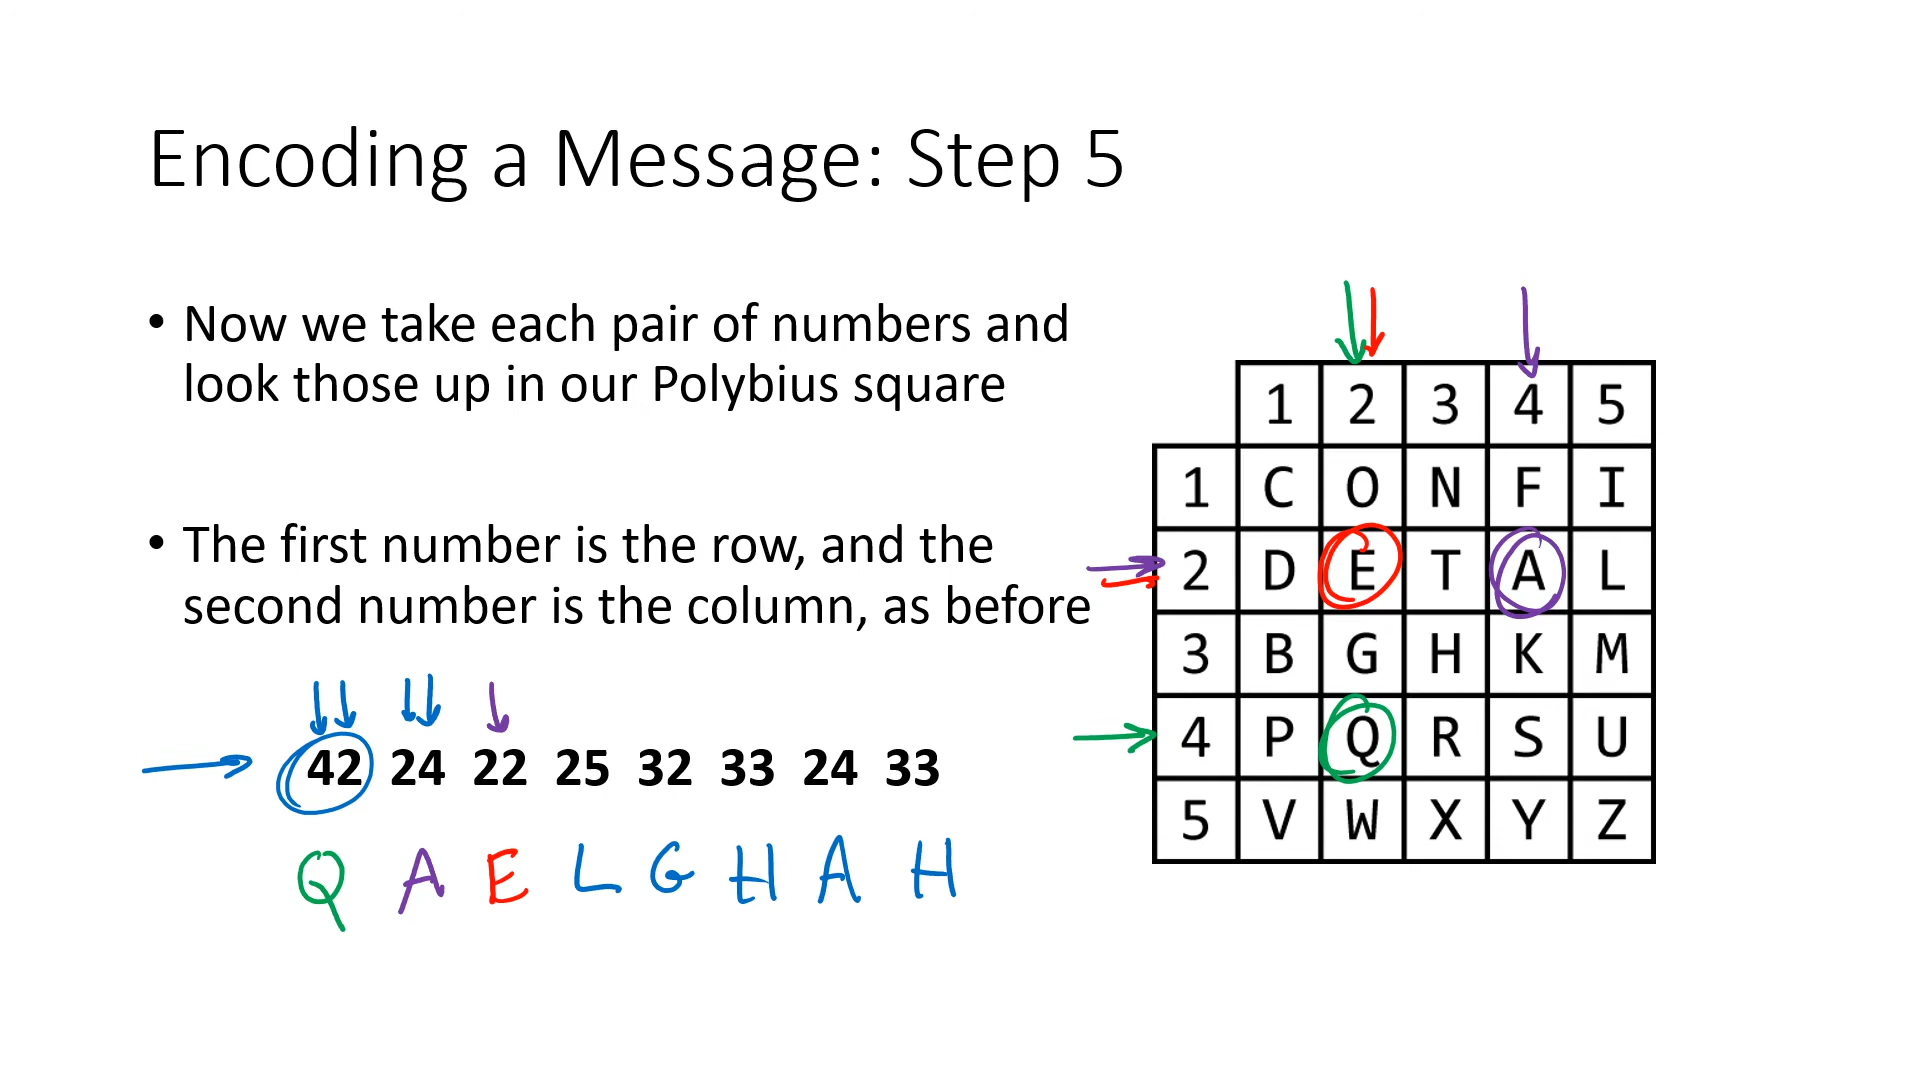 Encoding a Message: Step 5
• Now we take each pair of numbers and
look those up in our Polybius square
• The first number is the row, and the
second number is the column, as before
42 24 22 25 32 33 24 33
Q A E L G H A H
1 2 3 4 5
1 C O N F I
2 D E T A L
3 B G H K M
4 P Q R S U
5 V W X Y Z